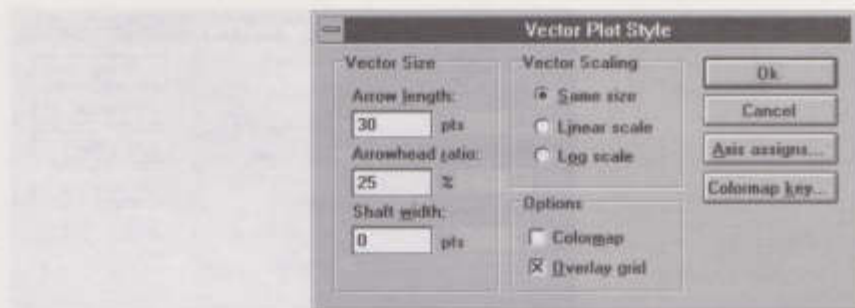 Vector Plot Style
Vector Size
Arrow length:
30 pts
Arrowhead ratio:
25 %
Shaft width:
0 pts
Vector Scaling
Same size
Linear scale
Log scale
Options
Colormap
Overlay grid
Ok
Cancel
Axis assigns...
Colormap key...